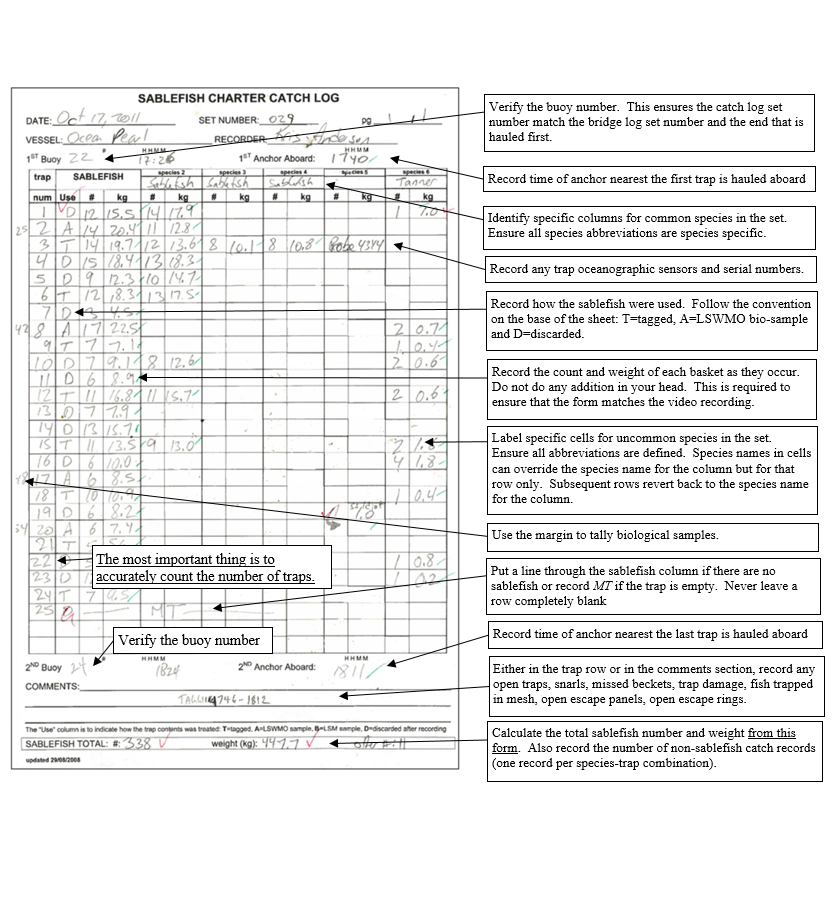 SABLEFISH CHARTER CATCH LOG
DATE: Oct 17, 2011 SET NUMBER: 029 pg 1 / 1
VESSEL: Ocean Pearl RECORDER Kris Anderson
1ST Buoy 22 # HHMM 17:26 1ST Anchor Aboard: HHMM 1740
trap SABLEFISH species 2 Sablefish species 3 Sablefish species 4 Sablefish species 5 species 6 Tanner
num Use # kg # kg # kg # kg # kg # kg
1 D 12 15.5 14 17.9 1 1.0
25 2 A 14 20.4 11 12.8
3 T 14 19.7 12 13.6 8 10.1 8 10.8 Probe 4344
4 D 15 18.4 13 18.3
5 D 9 12.3 10 14.7
6 T 12 18.3 13 17.5
7 D 3 4.5
42 8 A 17 22.5 2 0.7
9 T 7 7.1 1 0.4
10 D 7 9.1 8 12.6 2 0.6
11 D 6 8.9
12 T 11 16.8 11 15.7 2 0.6
13 D 7 7.9
14 D 13 15.7
15 T 11 13.5 9 13.0 2 1.8
16 D 6 10.0 4 1.8
48 17 A 6 8.5
18 T 10 10.9 1 0.4
19 D 6 8.2 1.0
54 20 A 6 7.4
21 T
22 1 0.8
23 D 1 0.2
24 T 7 9.5
25 MT
2ND Buoy 24 # HHMM 1824 2ND Anchor Aboard: HHMM 1811
COMMENTS:
TAGGING 1746-1812
The "Use" column is to indicate how the trap contents was treated: T=tagged, A=LSWMO sample, B=LSM sample, D=discarded after recording
SABLEFISH TOTAL: #: 338 weight (kg): 447.7 other #: 11
updated 29/08/2008
Verify the buoy number. This ensures the catch log set
number match the bridge log set number and the end that is
hauled first.
Record time of anchor nearest the first trap is hauled aboard
Identify specific columns for common species in the set.
Ensure all species abbreviations are species specific.
Record any trap oceanographic sensors and serial numbers.
Record how the sablefish were used. Follow the convention
on the base of the sheet: T=tagged, A=LSWMO bio-sample
and D=discarded.
Record the count and weight of each basket as they occur.
Do not do any addition in your head. This is required to
ensure that the form matches the video recording.
Label specific cells for uncommon species in the set.
Ensure all abbreviations are defined. Species names in cells
can override the species name for the column but for that
row only. Subsequent rows revert back to the species name
for the column.
Use the margin to tally biological samples.
The most important thing is to
accurately count the number of traps.
Put a line through the sablefish column if there are no
sablefish or record MT if the trap is empty. Never leave a
row completely blank
Verify the buoy number
Record time of anchor nearest the last trap is hauled aboard
Either in the trap row or in the comments section, record any
open traps, snarls, missed beckets, trap damage, fish trapped
in mesh, open escape panels, open escape rings.
Calculate the total sablefish number and weight from this
form. Also record the number of non-sablefish catch records
(one record per species-trap combination).